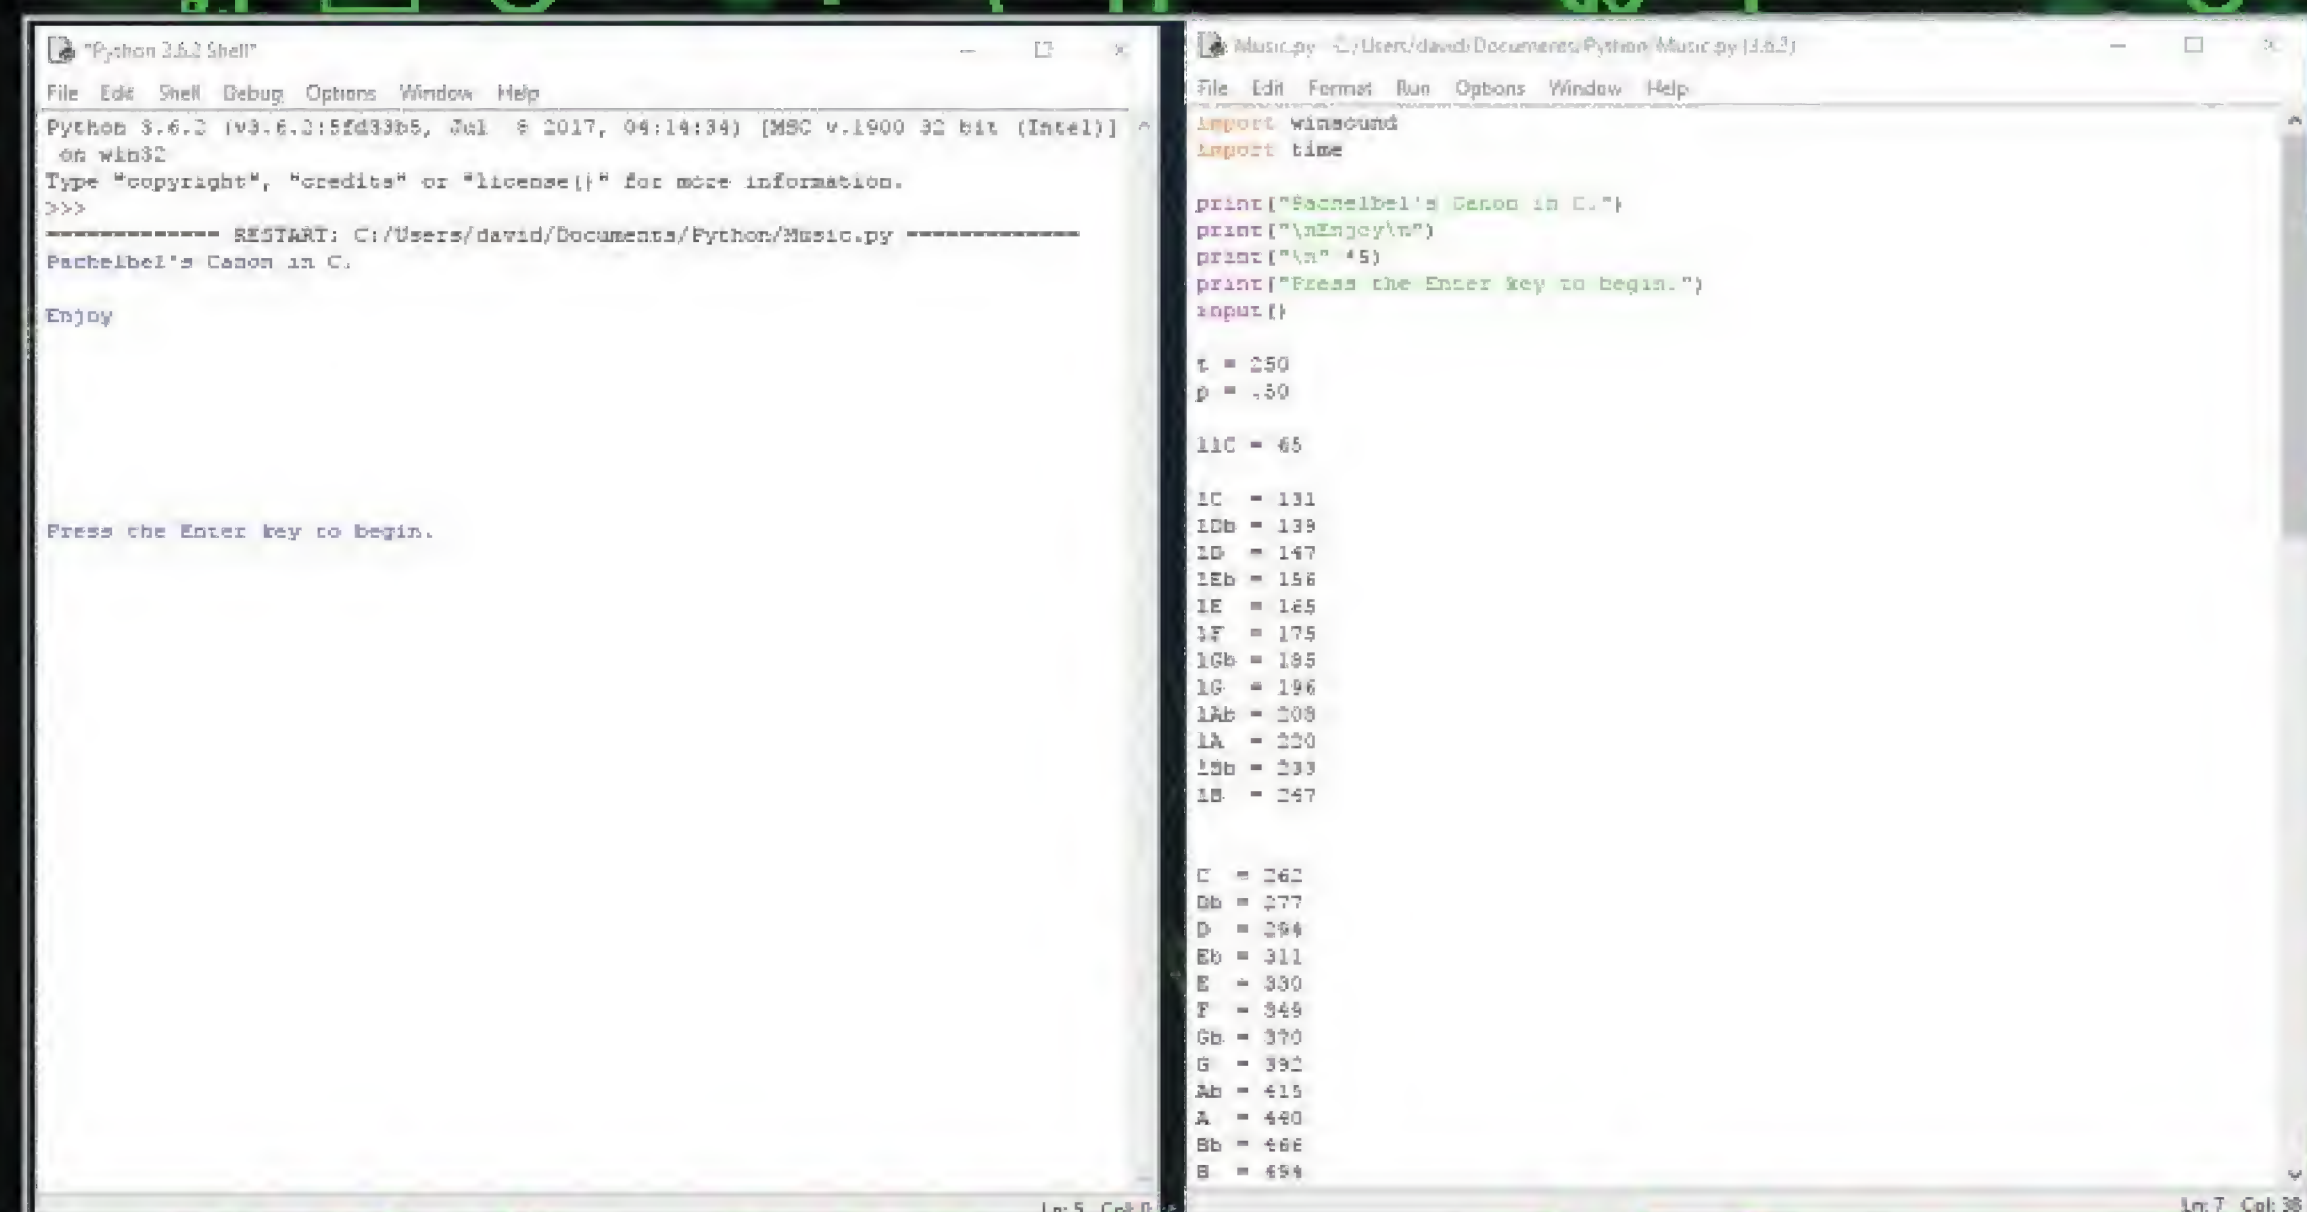 "Python 3.6.2 Shell"
File Edit Shell Debug Options Window Help
Python 3.6.2 (v3.6.2:5fd33b5, Jul 8 2017, 04:14:34) [MSC v.1900 32 bit (Intel)]
on win32
Type "copyright", "credits" or "license()" for more information.
>>>
============= RESTART: C:/Users/david/Documents/Python/Music.py =============
Pachelbel's Canon in C.
Enjoy
Press the Enter key to begin.
Ln: 5 Col: 0
Music.py - C:/Users/david/Documents/Python/Music.py (3.6.2)
File Edit Format Run Options Window Help
import winsound
import time
print("Pachelbel's Canon in C.")
print("\nEnjoy\n")
print("\n" *5)
print("Press the Enter key to begin.")
input()
t = 250
p = .50
llC = 65
lC = 131
lDb = 139
lD = 147
lEb = 156
lE = 165
lF = 175
lGb = 185
lG = 196
lAb = 208
lA = 220
lBb = 233
lB = 247
C = 262
Db = 277
D = 294
Eb = 311
E = 330
F = 349
Gb = 370
G = 392
Ab = 415
A = 440
Bb = 466
B = 494
Ln: 7 Col: 38